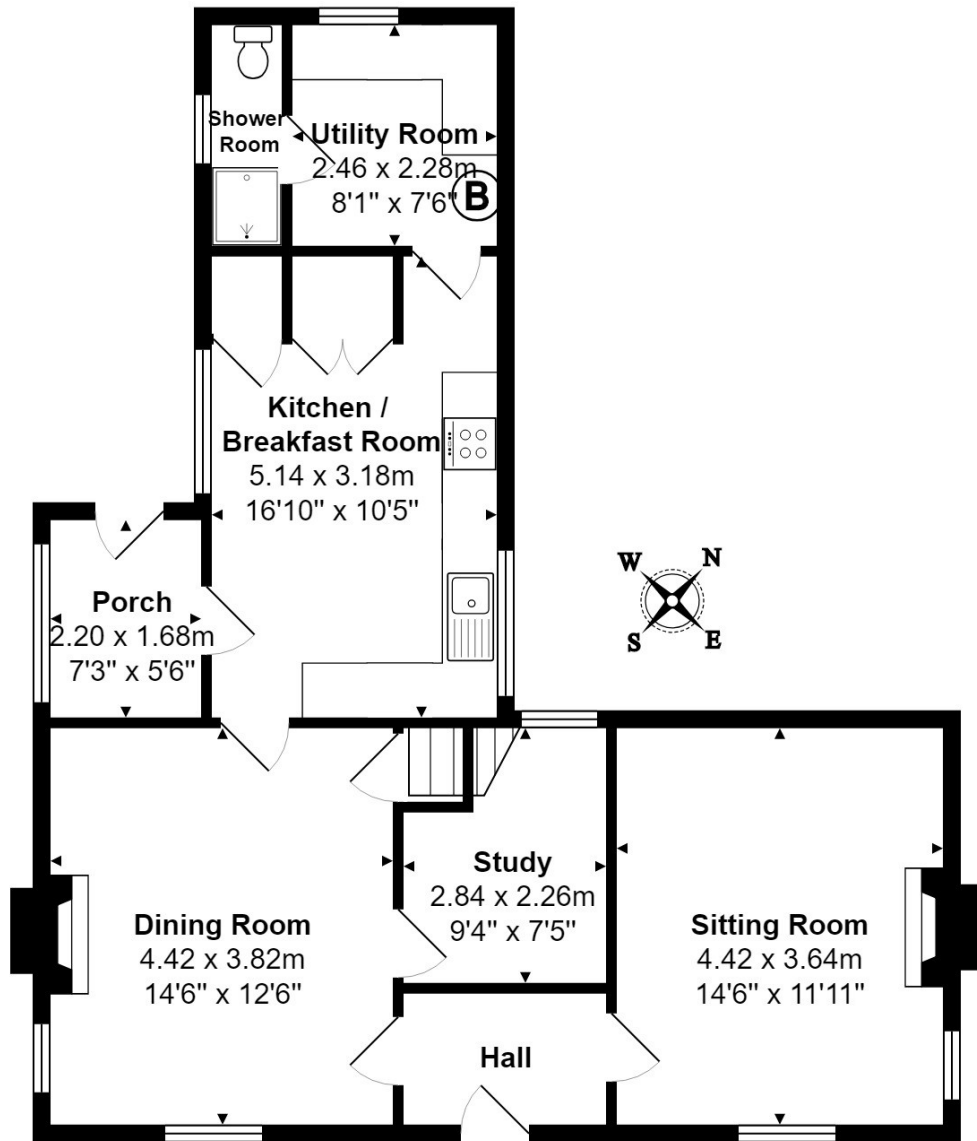 Shower
Room
Utility Room
2.46 x 2.28m
8'1" x 7'6"
B
Kitchen /
Breakfast Room
5.14 x 3.18m
16'10" x 10'5"
Porch
2.20 x 1.68m
7'3" x 5'6"
W N
S E
Study
2.84 x 2.26m
9'4" x 7'5"
Dining Room
4.42 x 3.82m
14'6" x 12'6"
Sitting Room
4.42 x 3.64m
14'6" x 11'11"
Hall